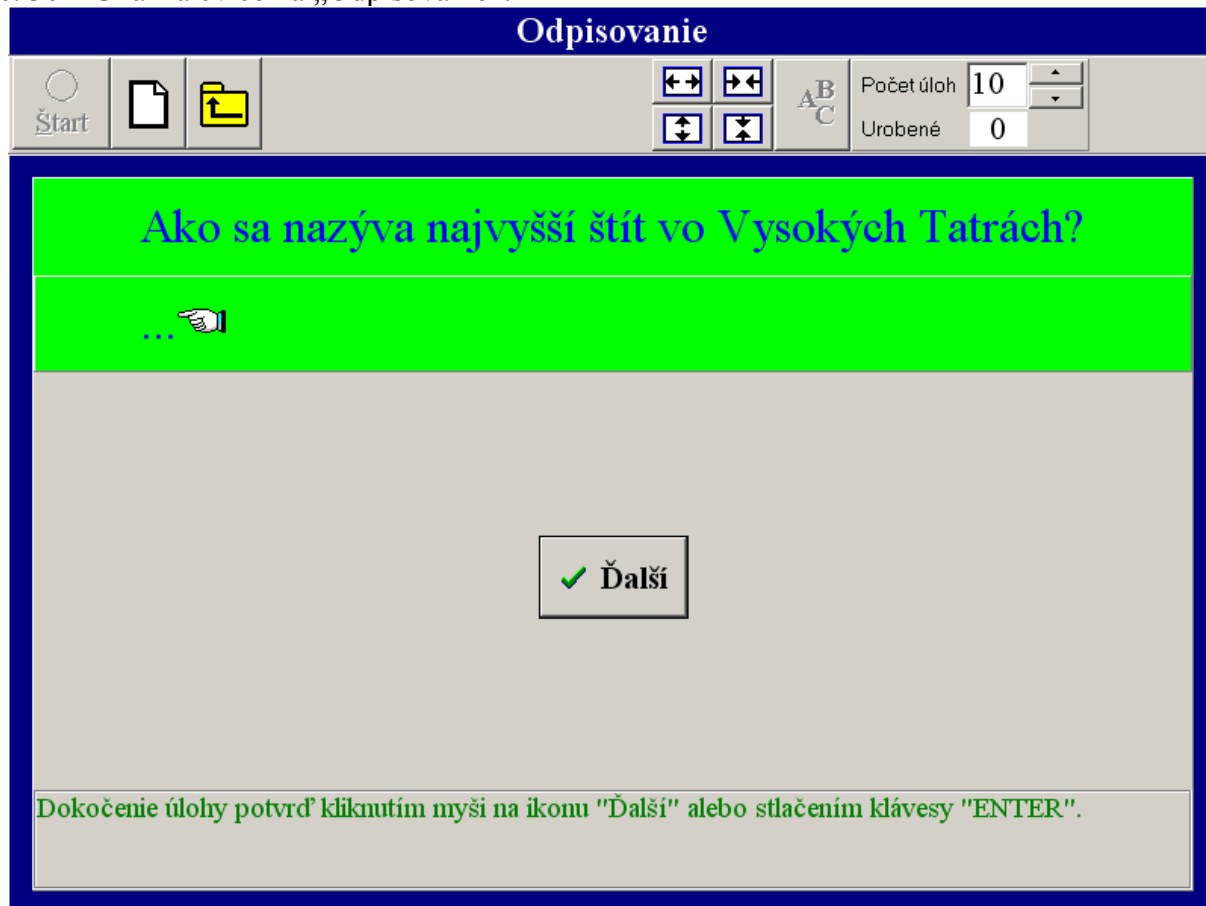 Odpisovanie
Štart
A B C
Počet úloh 10
Urobené 0
Ako sa nazýva najvyšší štít vo Vysokých Tatrách?
...
Ďalší
Dokočenie úlohy potvrď kliknutím myši na ikonu "Ďalší" alebo stlačením klávesy "ENTER".